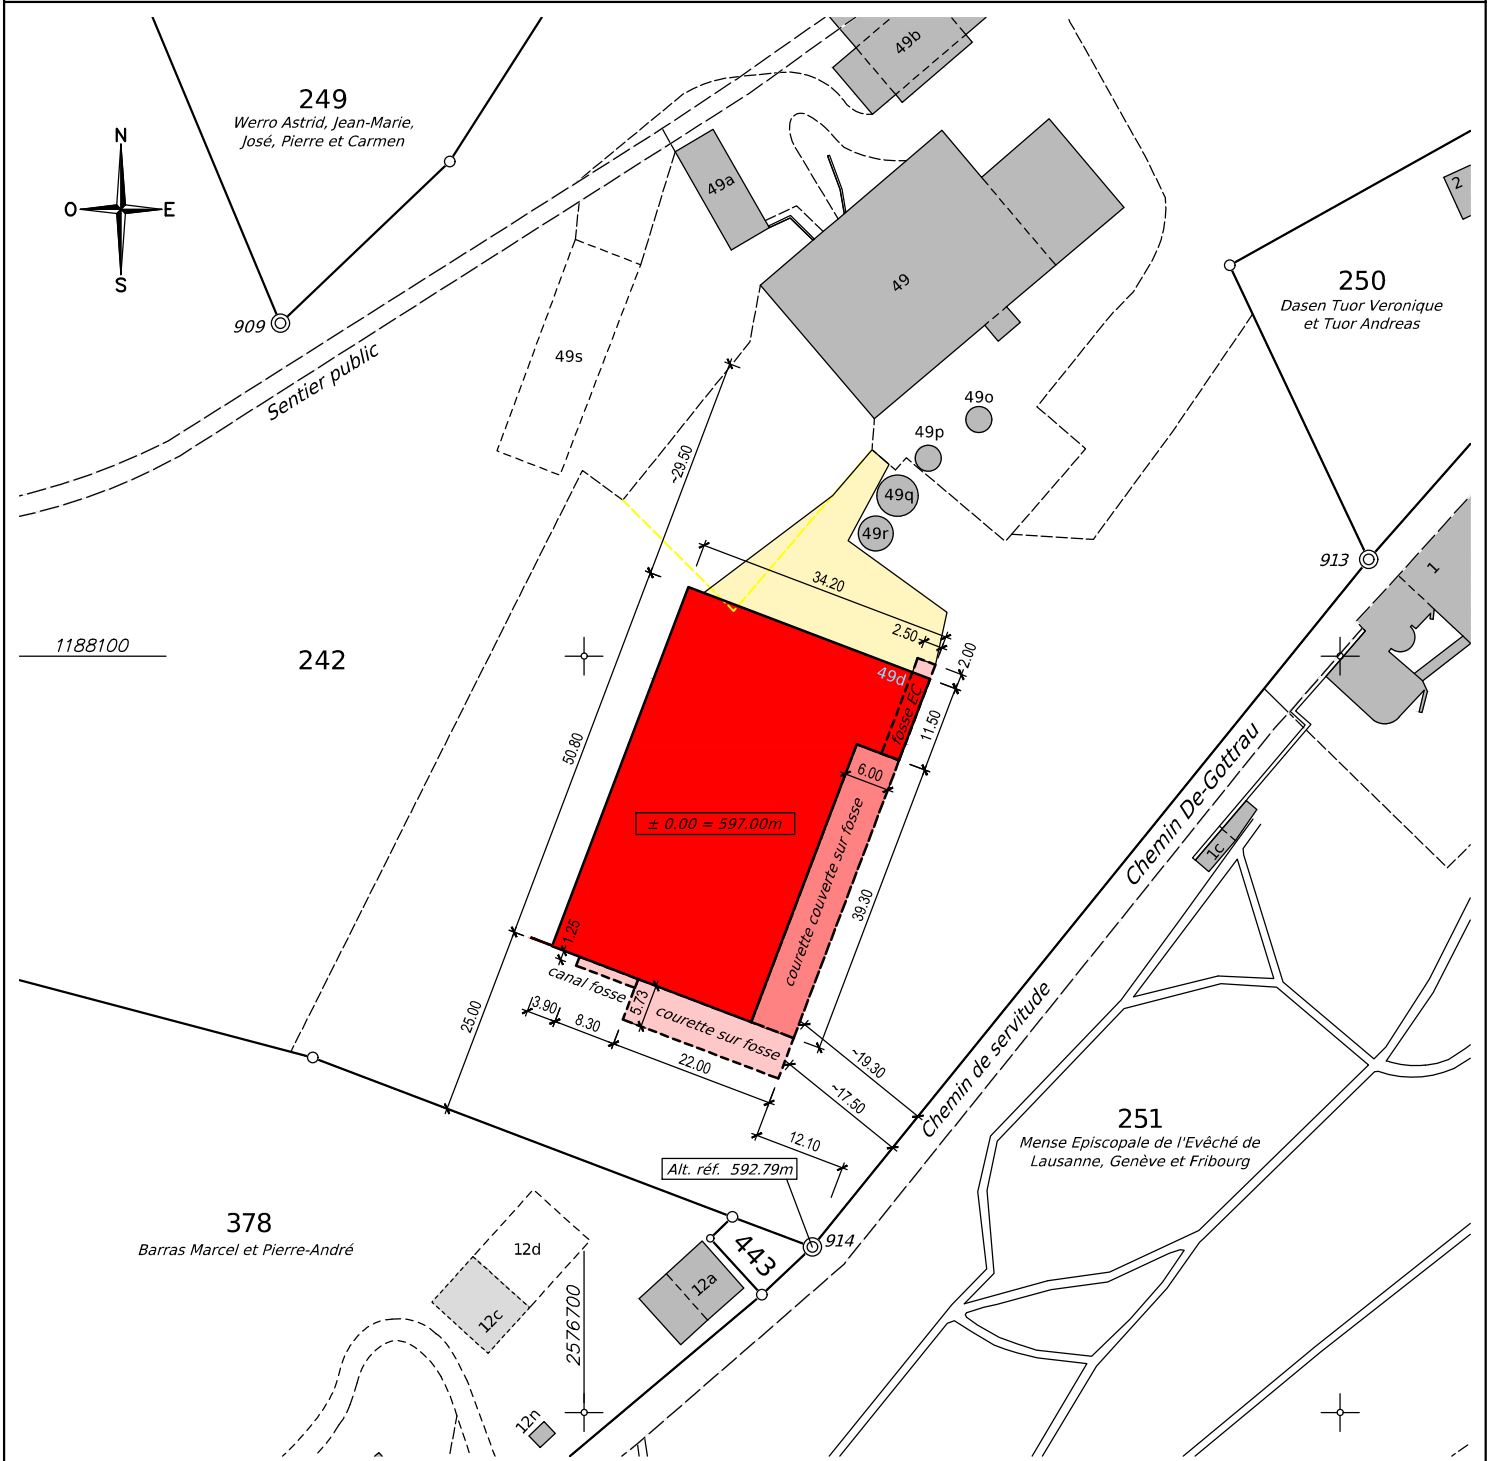 49b
249
Werro Astrid, Jean-Marie,
José, Pierre et Carmen
N
O
E
S
49a
2
49
250
Dasen Tuor Veronique
et Tuor Andreas
909
Sentier public
49s
49o
49p
~29.50
49q
49r
913
1
34.20
2.50
2.00
1188100
242
49d
fosse EC
11.50
50.80
6.00
Chemin De-Gottrau
± 0.00 = 597.00m
courette couverte sur fosse
1c
39.30
1.25
canal fosse
5.73
3.90
8.30
courette sur fosse
25.00
22.00
~19.30
~17.50
Chemin de servitude
12.10
251
Mense Episcopale de l'Evêché de
Lausanne, Genève et Fribourg
Alt. réf. 592.79m
378
Barras Marcel et Pierre-André
12d
443
914
12a
12c
2576700
12n